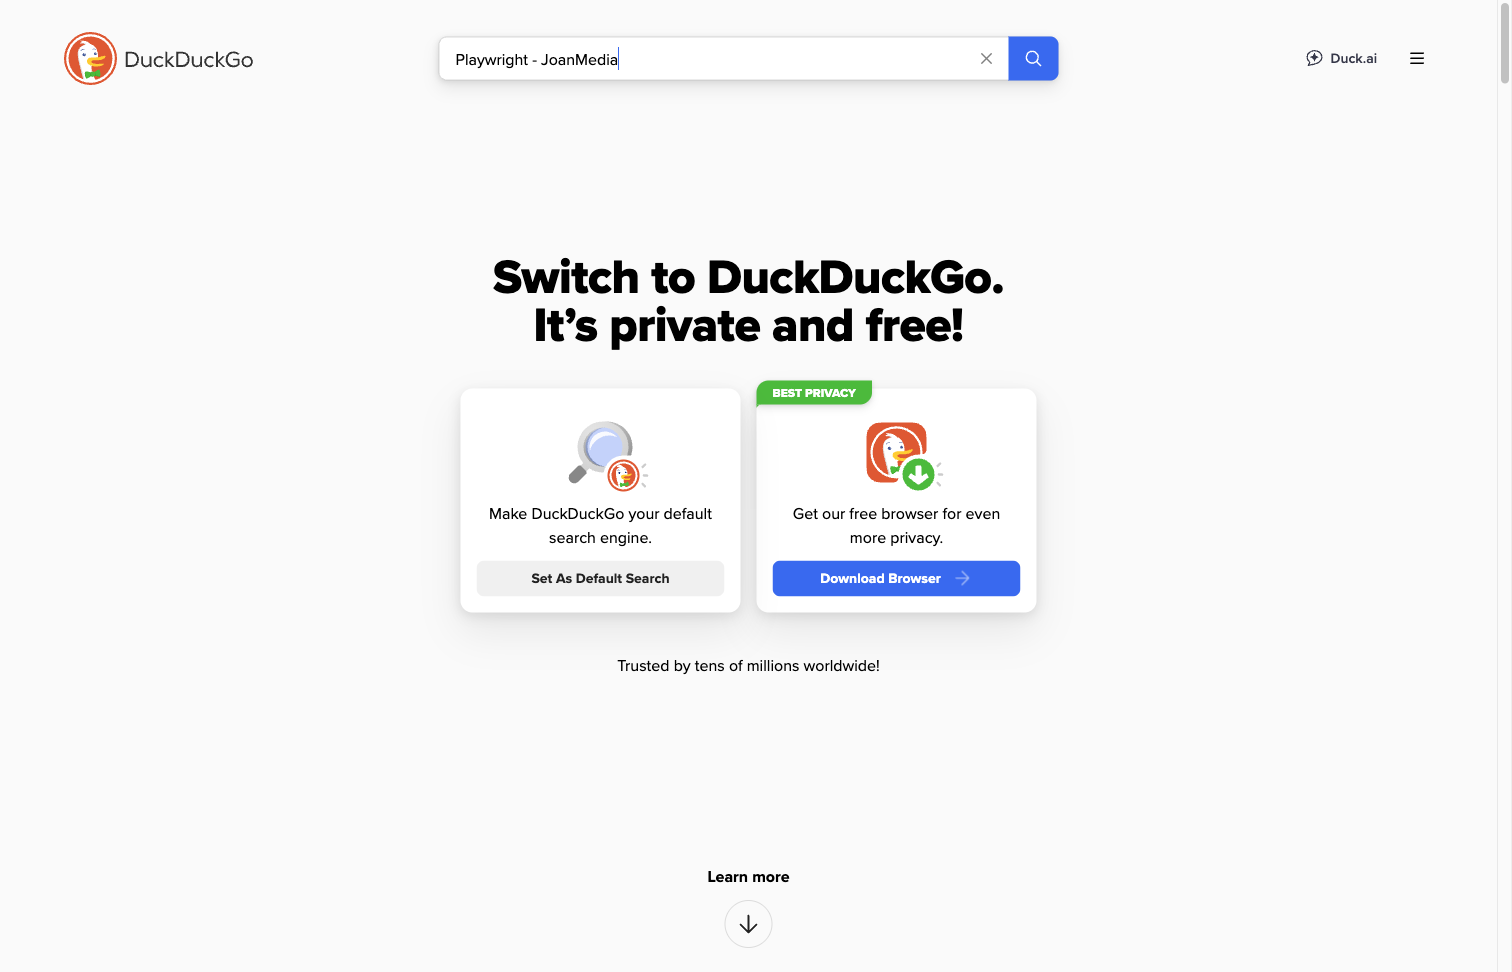 DuckDuckGo
Playwright - JoanMedia
Duck.ai
Switch to DuckDuckGo.
It's private and free!
Make DuckDuckGo your default
search engine.
Set As Default Search
BEST PRIVACY
Get our free browser for even
more privacy.
Download Browser
Trusted by tens of millions worldwide!
Learn more